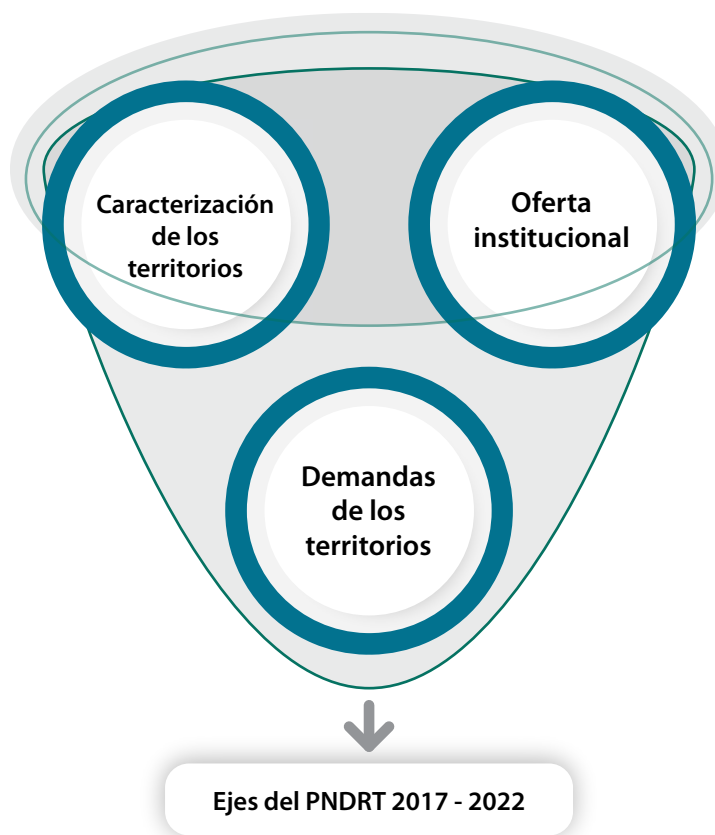 Caracterización
de los
territorios
Oferta
institucional
Demandas
de los
territorios
Ejes del PNDRT 2017 - 2022